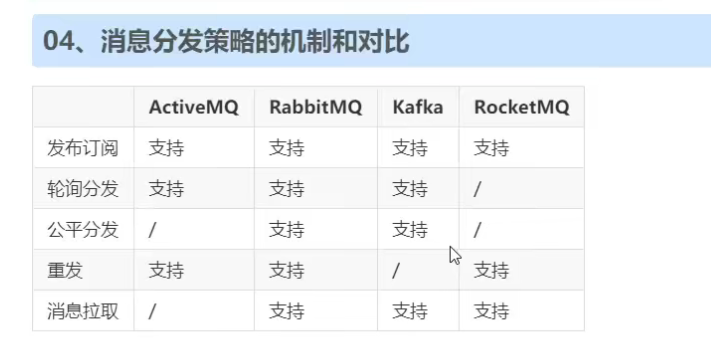 04、消息分发策略的机制和对比
ActiveMQ RabbitMQ Kafka RocketMQ
发布订阅 支持 支持 支持 支持
轮询分发 支持 支持 支持 /
公平分发 / 支持 支持 /
重发 支持 支持 / 支持
消息拉取 / 支持 支持 支持